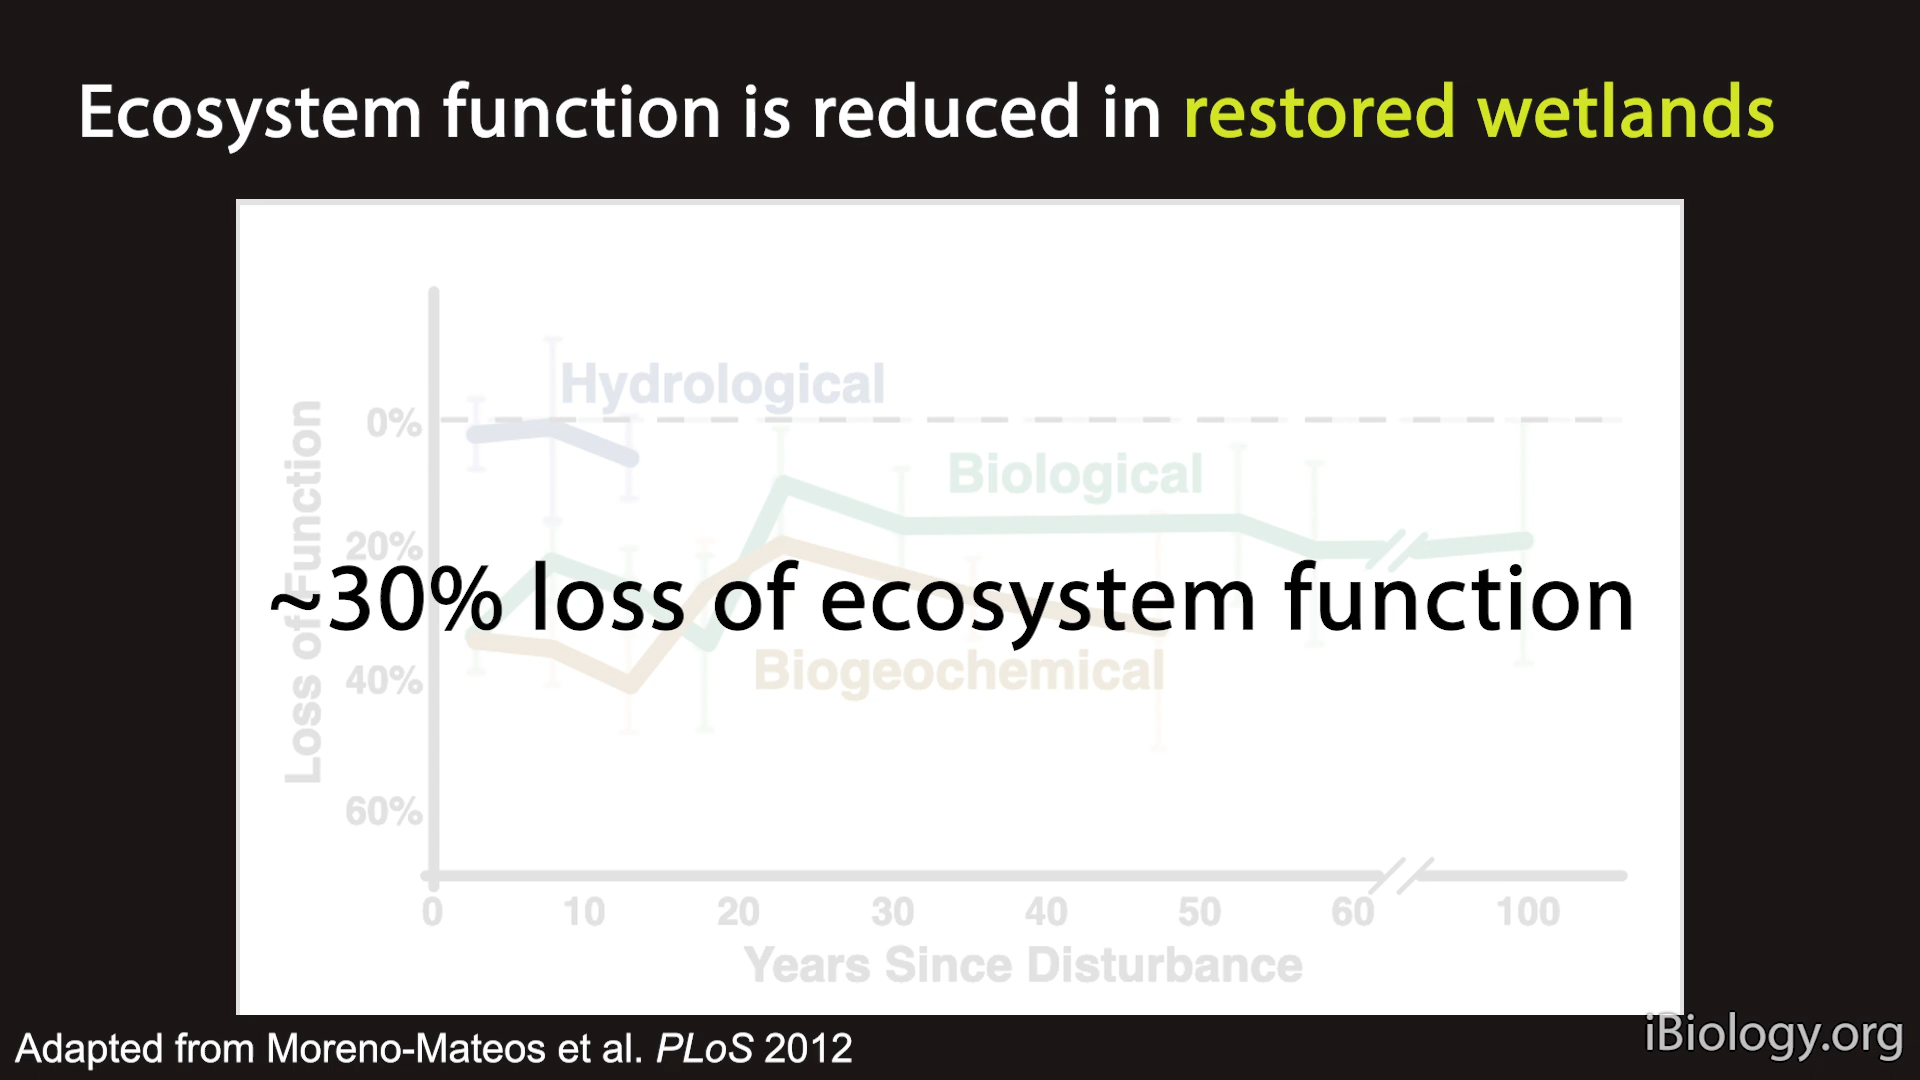 Ecosystem function is reduced in restored wetlands
Hydrological
0%
Biological
20%
~30% loss of ecosystem function
Biogeochemical
40%
60%
Loss of Function
0 10 20 30 40 50 60 100
Years Since Disturbance
Adapted from Moreno-Mateos et al. PLoS 2012
iBiology.org